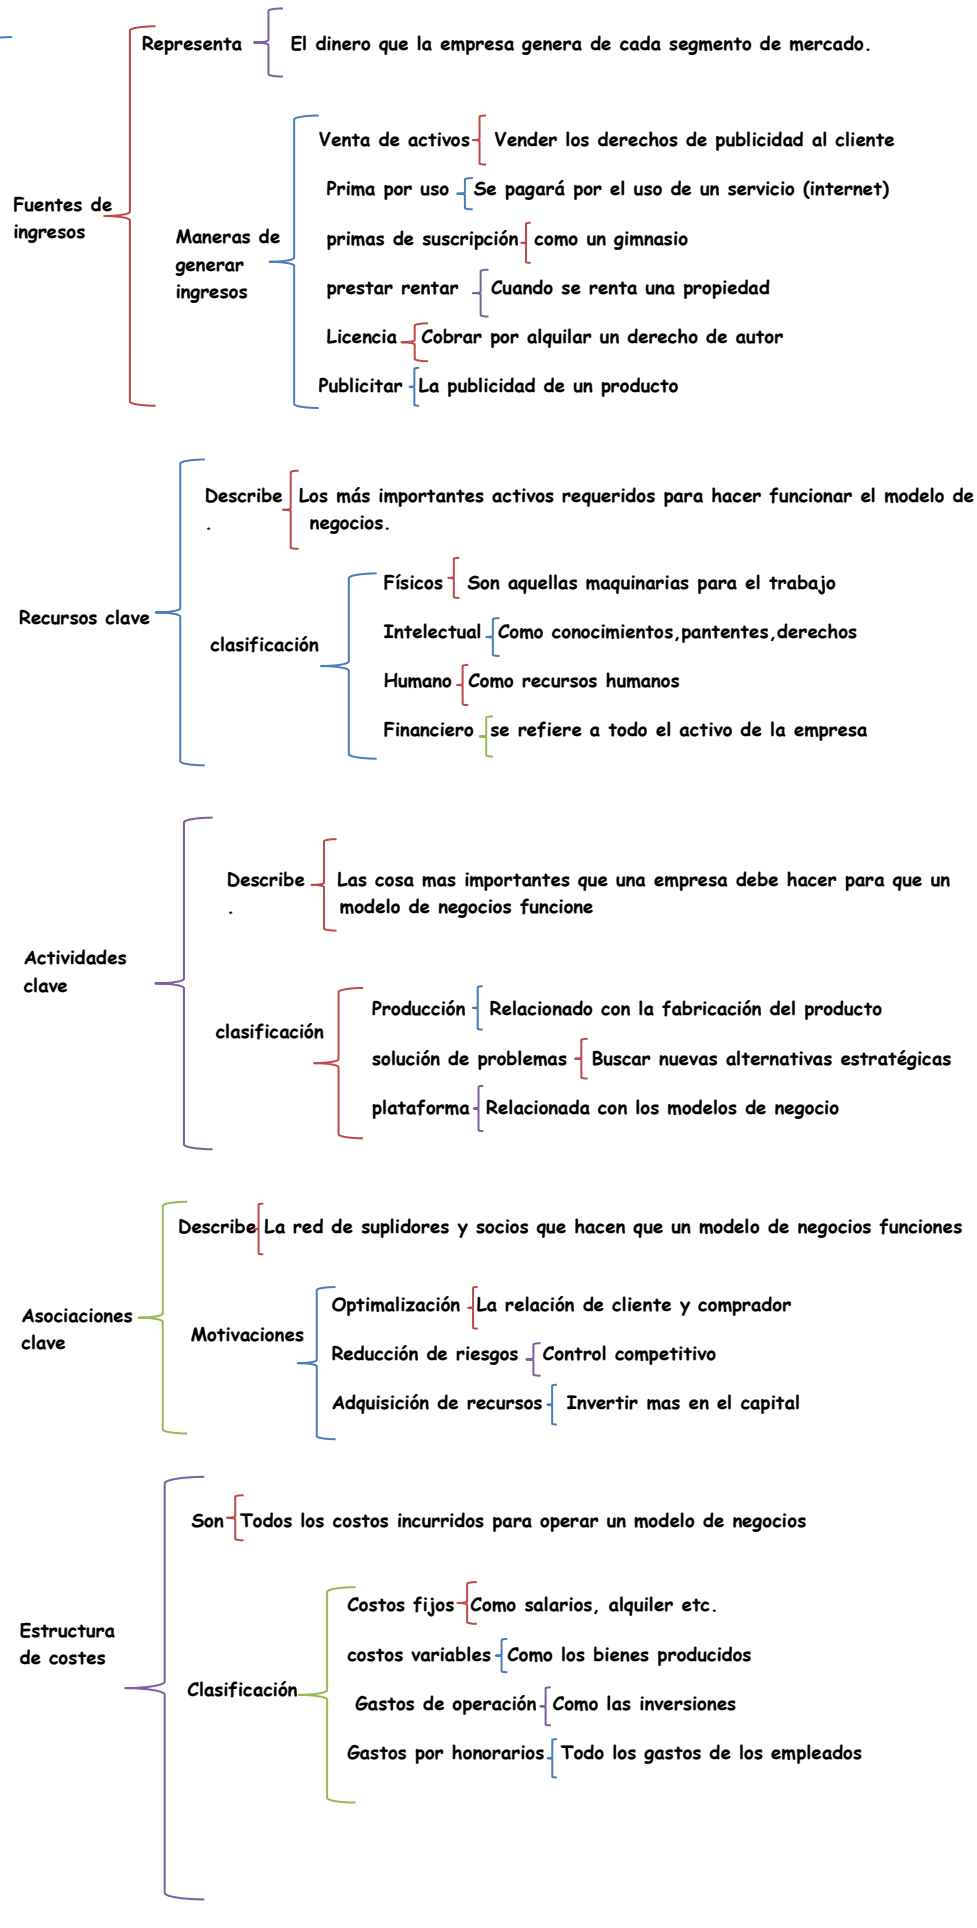 Representa El dinero que la empresa genera de cada segmento de mercado.
Venta de activos Vender los derechos de publicidad al cliente
Prima por uso Se pagará por el uso de un servicio (internet)
Fuentes de
ingresos
Maneras de
generar
ingresos
primas de suscripción como un gimnasio
prestar rentar Cuando se renta una propiedad
Licencia Cobrar por alquilar un derecho de autor
Publicitar La publicidad de un producto
Describe Los más importantes activos requeridos para hacer funcionar el modelo de
. negocios.
Físicos Son aquellas maquinarias para el trabajo
Recursos clave
clasificación
Intelectual Como conocimientos,pantentes,derechos
Humano Como recursos humanos
Financiero se refiere a todo el activo de la empresa
Describe Las cosa mas importantes que una empresa debe hacer para que un
. modelo de negocios funcione
Actividades
clave
clasificación
Producción Relacionado con la fabricación del producto
solución de problemas Buscar nuevas alternativas estratégicas
plataforma Relacionada con los modelos de negocio
Describe La red de suplidores y socios que hacen que un modelo de negocios funciones
Asociaciones
clave
Motivaciones
Optimalización La relación de cliente y comprador
Reducción de riesgos Control competitivo
Adquisición de recursos Invertir mas en el capital
Son Todos los costos incurridos para operar un modelo de negocios
Estructura
de costes
Clasificación
Costos fijos Como salarios, alquiler etc.
costos variables Como los bienes producidos
Gastos de operación Como las inversiones
Gastos por honorarios Todo los gastos de los empleados